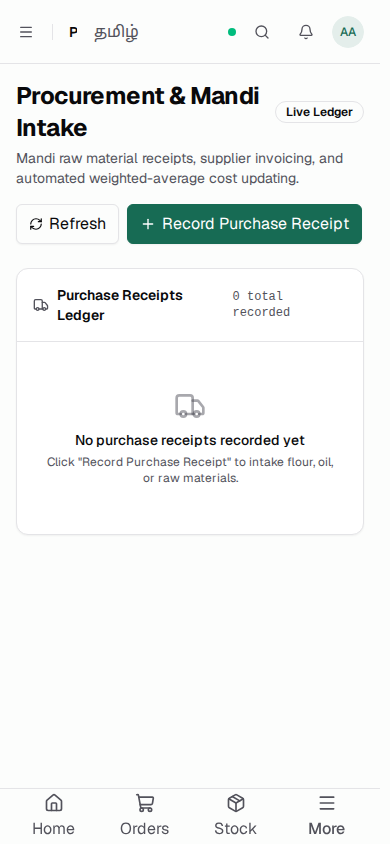 P தமிழ் AA
Procurement & Mandi
Intake
Live Ledger
Mandi raw material receipts, supplier invoicing, and
automated weighted-average cost updating.
Refresh
Record Purchase Receipt
Purchase Receipts
Ledger
0 total
recorded
No purchase receipts recorded yet
Click "Record Purchase Receipt" to intake flour, oil,
or raw materials.
Home Orders Stock More